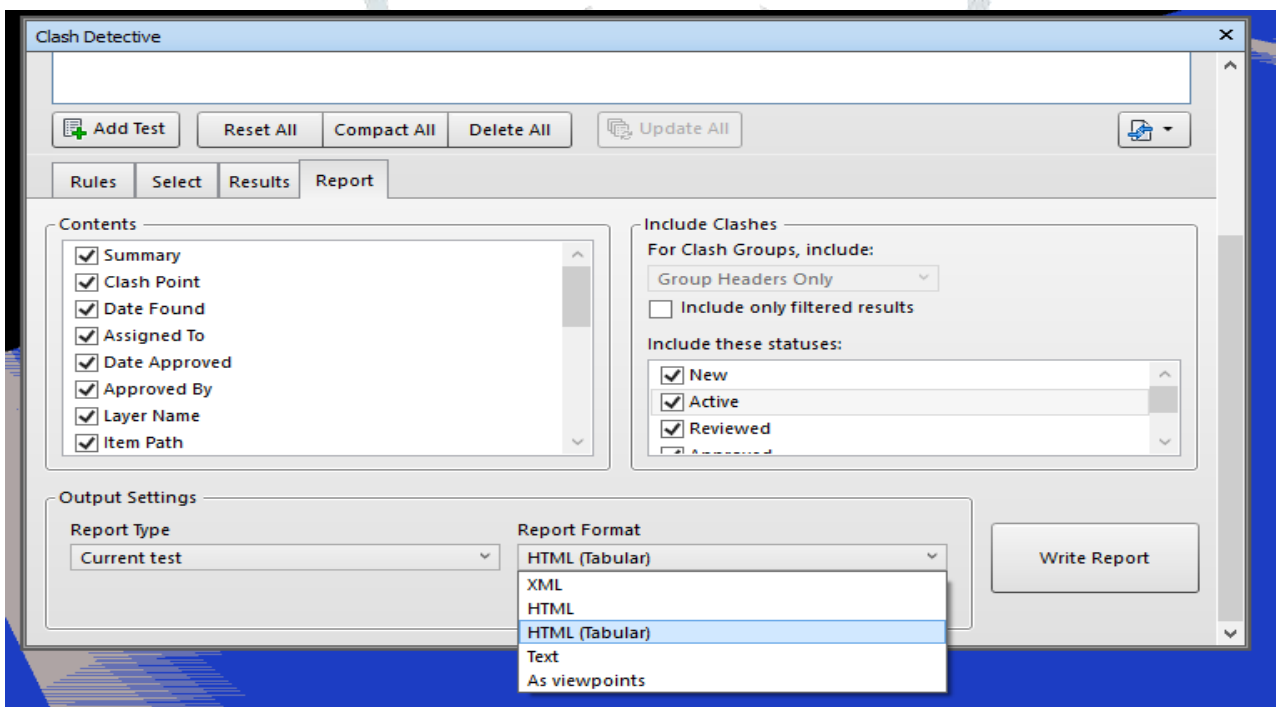 Clash Detective
Add Test Reset All Compact All Delete All Update All
Rules Select Results Report
Contents
Summary
Clash Point
Date Found
Assigned To
Date Approved
Approved By
Layer Name
Item Path
Include Clashes
For Clash Groups, include:
Group Headers Only
Include only filtered results
Include these statuses:
New
Active
Reviewed
Approved
Output Settings
Report Type
Current test
Report Format
HTML (Tabular)
XML
HTML
HTML (Tabular)
Text
As viewpoints
Write Report